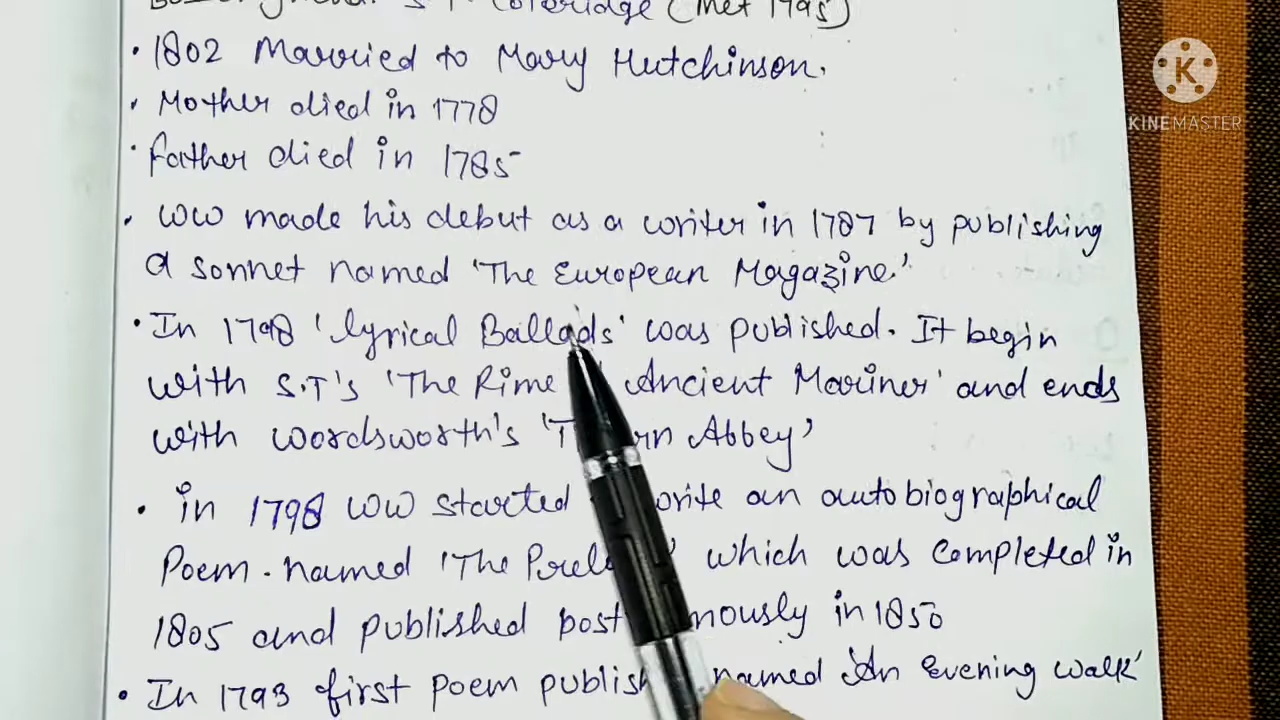 S.T. Coleridge (Met 1795)
• 1802 Married to Mary Hutchinson.
• Mother died in 1778
• Father died in 1785
• WW made his debut as a writer in 1787 by publishing
a sonnet named 'The European Magazine.'
• In 1798 'Lyrical Ballads' was published. It begin
with S.T's 'The Rime Ancient Mariner' and ends
with Wordsworth's Abbey'
• in 1798 WW started an autobiographical
Poem. named 'The which was completed in
1805 and published in 1850
• In 1793 first poem named 'An Evening walk'
K
KINEMASTER